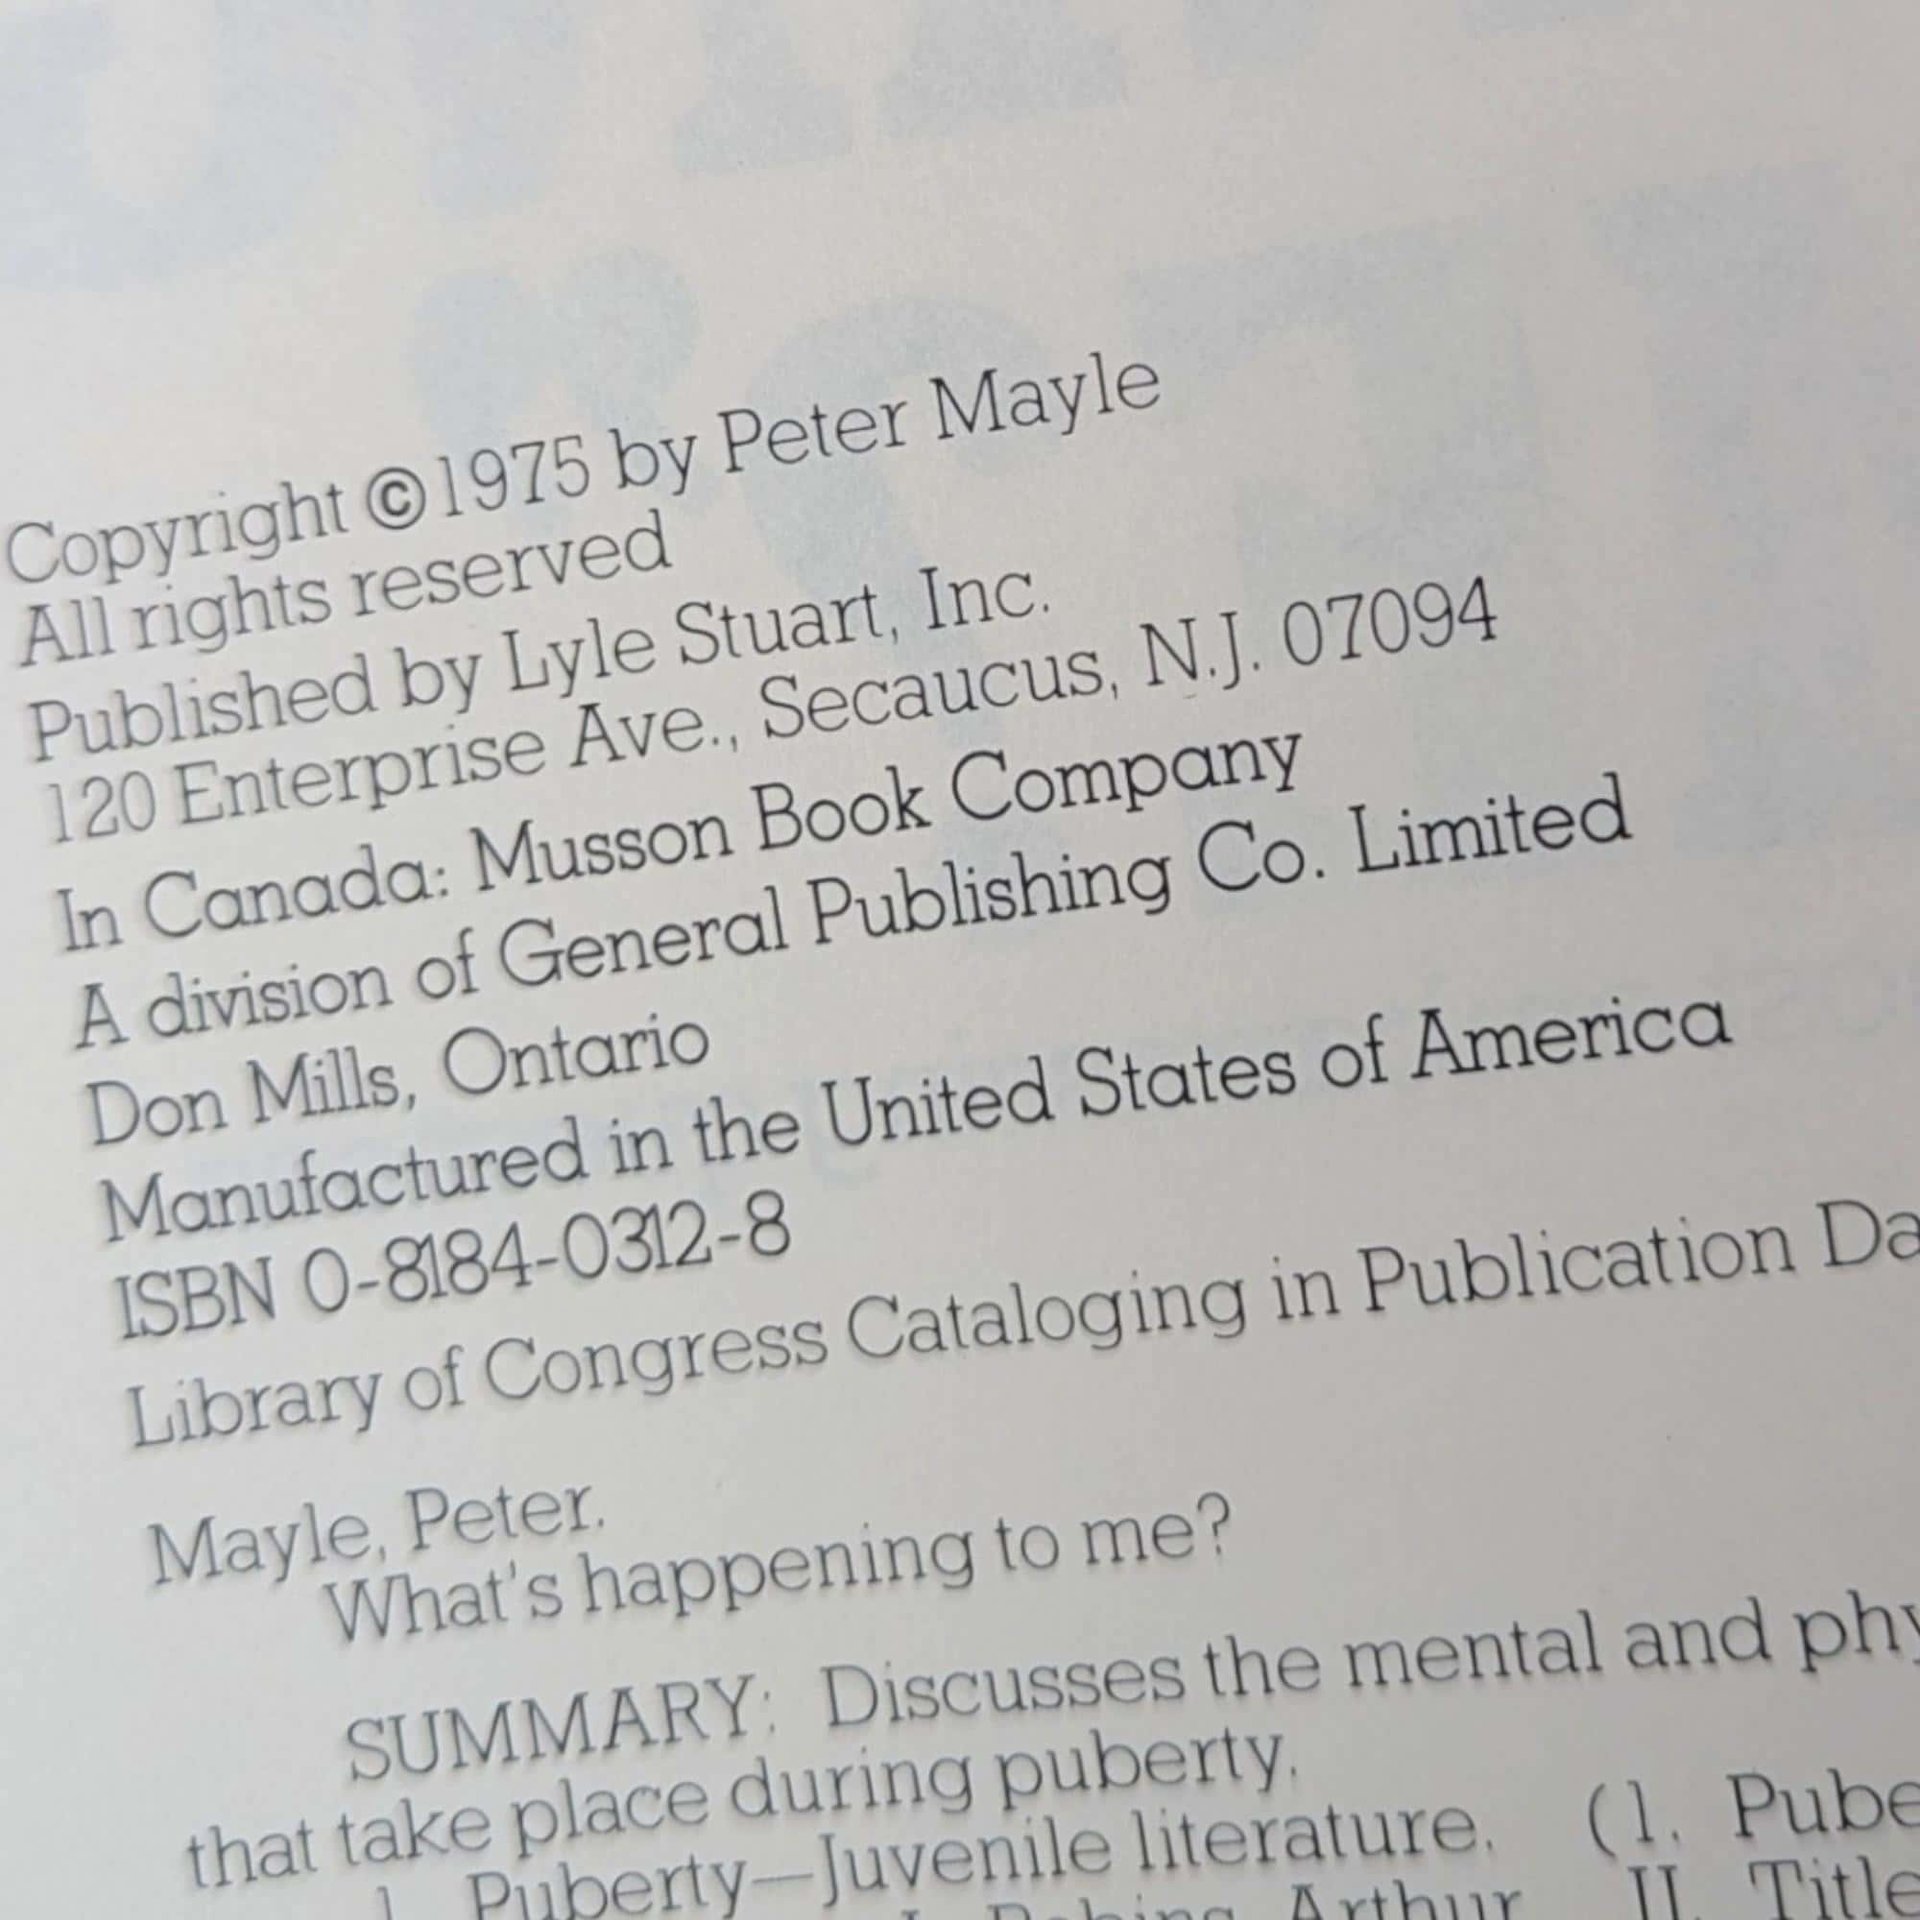 Copyright ©1975 by Peter Mayle
All rights reserved
Published by Lyle Stuart, Inc.
120 Enterprise Ave., Secaucus, N.J. 07094
In Canada: Musson Book Company
A division of General Publishing Co. Limited
Don Mills, Ontario
Manufactured in the United States of America
ISBN 0-8184-0312-8
Library of Congress Cataloging in Publication Da
Mayle, Peter.
What's happening to me?
SUMMARY: Discusses the mental and phy
that take place during puberty.
1. Puberty—Juvenile literature. (1. Pube
I. Robins, Arthur II. Title